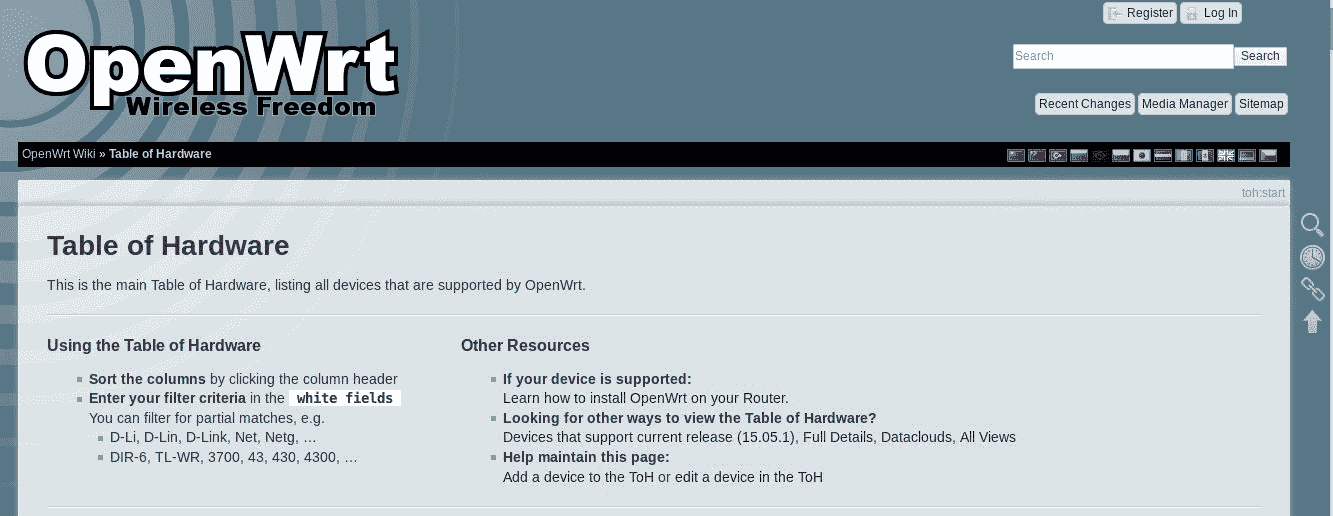 Register Log In
OpenWrt
Wireless Freedom
Search Search
Recent Changes Media Manager Sitemap
OpenWrt Wiki » Table of Hardware
toh:start
Table of Hardware
This is the main Table of Hardware, listing all devices that are supported by OpenWrt.
Using the Table of Hardware
Sort the columns by clicking the column header
Enter your filter criteria in the white fields
You can filter for partial matches, e.g.
D-Li, D-Lin, D-Link, Net, Netg, …
DIR-6, TL-WR, 3700, 43, 430, 4300, …
Other Resources
If your device is supported:
Learn how to install OpenWrt on your Router.
Looking for other ways to view the Table of Hardware?
Devices that support current release (15.05.1), Full Details, Dataclouds, All Views
Help maintain this page:
Add a device to the ToH or edit a device in the ToH